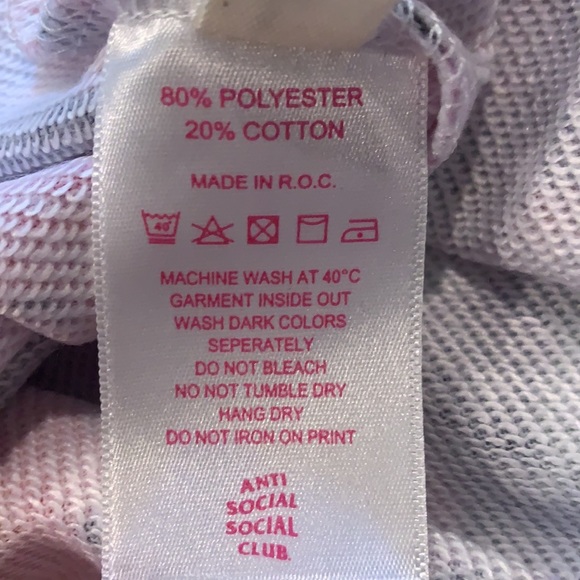 80% POLYESTER
20% COTTON
MADE IN R.O.C.
40
MACHINE WASH AT 40°C
GARMENT INSIDE OUT
WASH DARK COLORS
SEPERATELY
DO NOT BLEACH
NO NOT TUMBLE DRY
HANG DRY
DO NOT IRON ON PRINT
ANTI
SOCIAL
SOCIAL
CLUB.